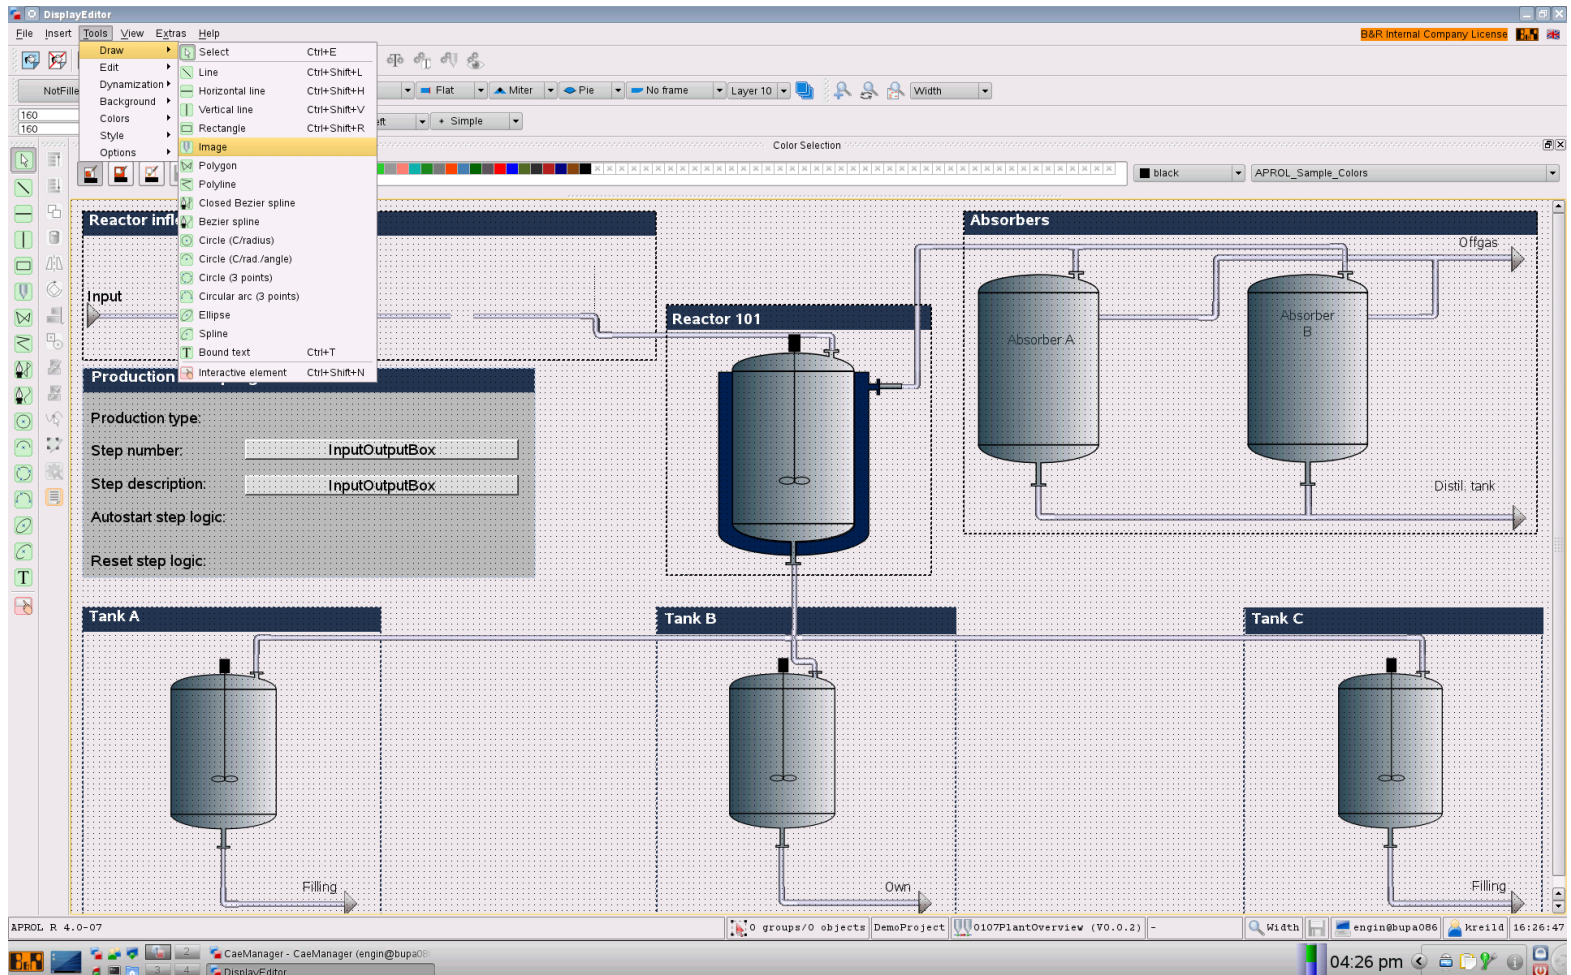 DisplayEditor
File Insert Tools View Extras Help
B&R Internal Company License
Draw
Edit
Dynamization
Background
Colors
Style
Options
Select Ctrl+E
Line Ctrl+Shift+L
Horizontal line Ctrl+Shift+H
Vertical line Ctrl+Shift+V
Rectangle Ctrl+Shift+R
Image
Polygon
Polyline
Closed Bezier spline
Bezier spline
Circle (C/radius)
Circle (C/rad./angle)
Circle (3 points)
Circular arc (3 points)
Ellipse
Spline
Bound text Ctrl+T
Interactive element Ctrl+Shift+N
Flat Miter Pie No frame Layer 10 Width
160
160
Simple
Color Selection
black APROL_Sample_Colors
Absorbers
Offgas
Input
Reactor 101
Absorber A
Absorber
B
Distil. tank
Production
Production type:
Step number: InputOutputBox
Step description: InputOutputBox
Autostart step logic:
Reset step logic:
Tank A Tank B Tank C
Filling Own Filling
APROL R 4.0-07 0 groups/0 objects DemoProject 0107PlantOverview (V0.0.2) - Width engin@bupa086 kreild 16:26:47
B&R 2 CaeManager - CaeManager (engin@bupa08
3 4 DisplayEditor
04:26 pm